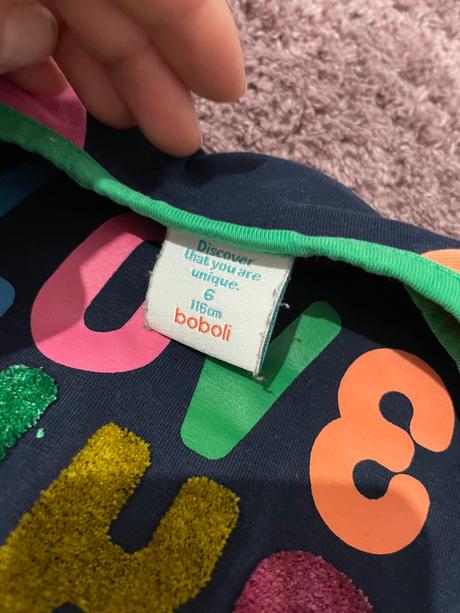 Discover
that you are
unique.
6
116cm
boboli